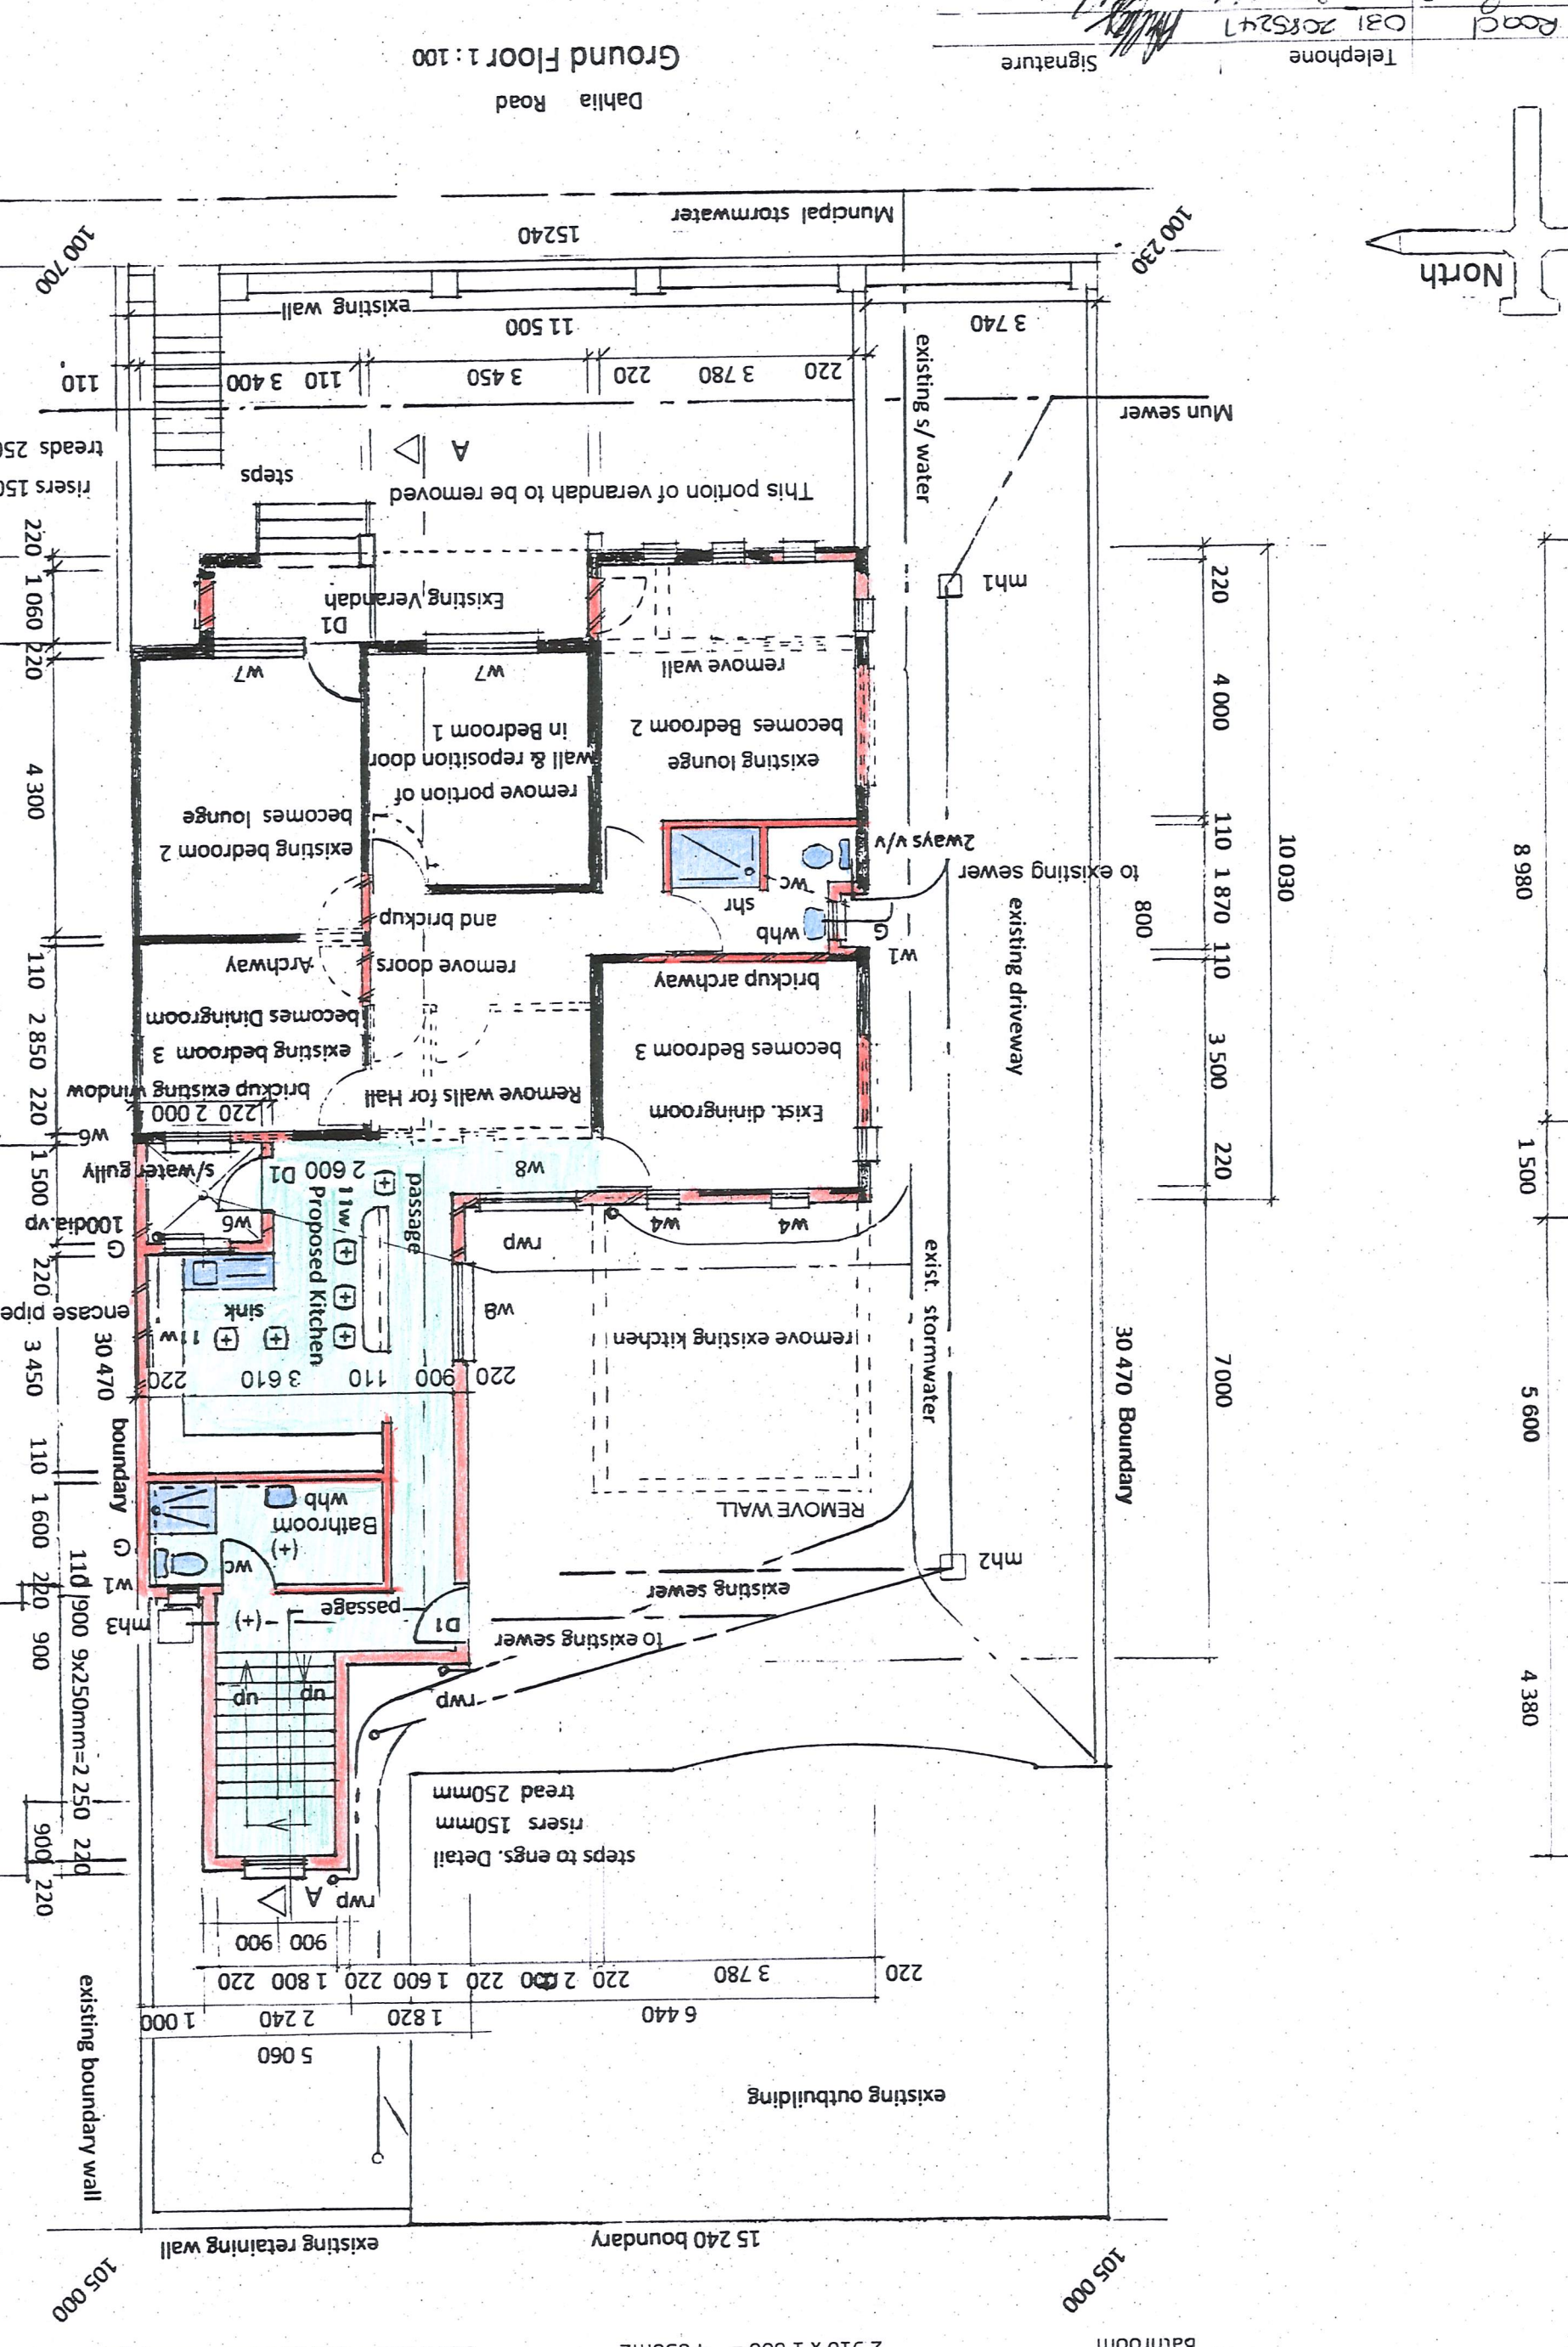 105 000
15 240 boundary
existing retaining wall
105 000
existing outbuilding
existing boundary wall
5 060
6 440
1 820
2 240
1 000
220
3 780
220
220
1 600
220
1 800
220
900
900
rwp
A
steps to engs. Detail
risers 150mm
tread 250mm
220
900
220
9x250mm=2 250
900
110
4 380
rwp
up
up
to existing sewer
D1
passage
(+)
mh3
existing sewer
mh2
w1
220
900
wc
(+)
Bathroom
whb
G
REMOVE WALL
1 600
110
boundary
30 470
30 470 Boundary
7000
5 600
220
900
110
3 610
220
remove existing kitchen
w8
Proposed Kitchen
11w
sink
11w
encase pipe
3 450
220
exist. stormwater
rwp
w4
w4
w6
G
100dia.vp
passage
w8
2 600
D1
s/water gully
1 500
1 500
w6
220
220
2 000
220
brickup existing window
Exist. diningroom
becomes Bedroom 3
brickup archway
Remove walls for Hall
existing bedroom 3
becomes Diningroom
Archway
2 850
110
3 500
existing driveway
remove doors
and brickup
w1
G
whb
shr
wc
110
1 870
110
800
10 030
8 980
to existing sewer
2ways v/v
existing lounge
becomes Bedroom 2
remove wall
remove portion of
wall & reposition door
in Bedroom 1
existing bedroom 2
becomes lounge
4 300
4 000
w7
w7
D1
220
1 060
220
220
Existing Verandah
mh1
This portion of verandah to be removed
steps
risers 150
treads 250
A
existing s/water
Mun sewer
220
3 780
220
3 450
110
3 400
110
3 740
11 500
existing wall
15240
Muncipal stormwater
100 230
100 700
North
Dahlia Road
Ground Floor 1 : 100
Telephone
Signature
Road
031 2085247